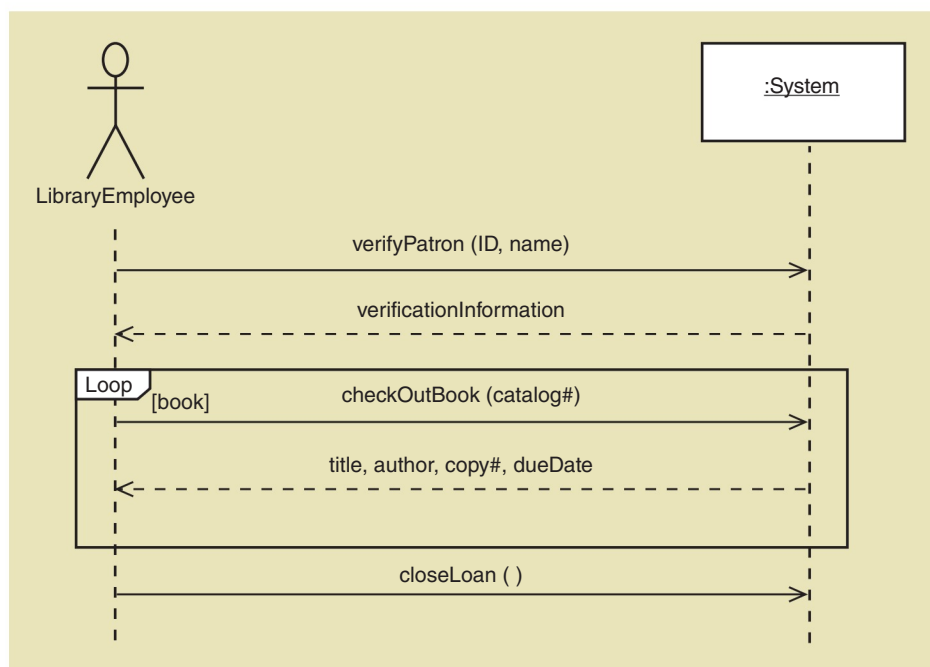 :System
LibraryEmployee
verifyPatron (ID, name)
verificationInformation
Loop
[book]
checkOutBook (catalog#)
title, author, copy#, dueDate
closeLoan ( )